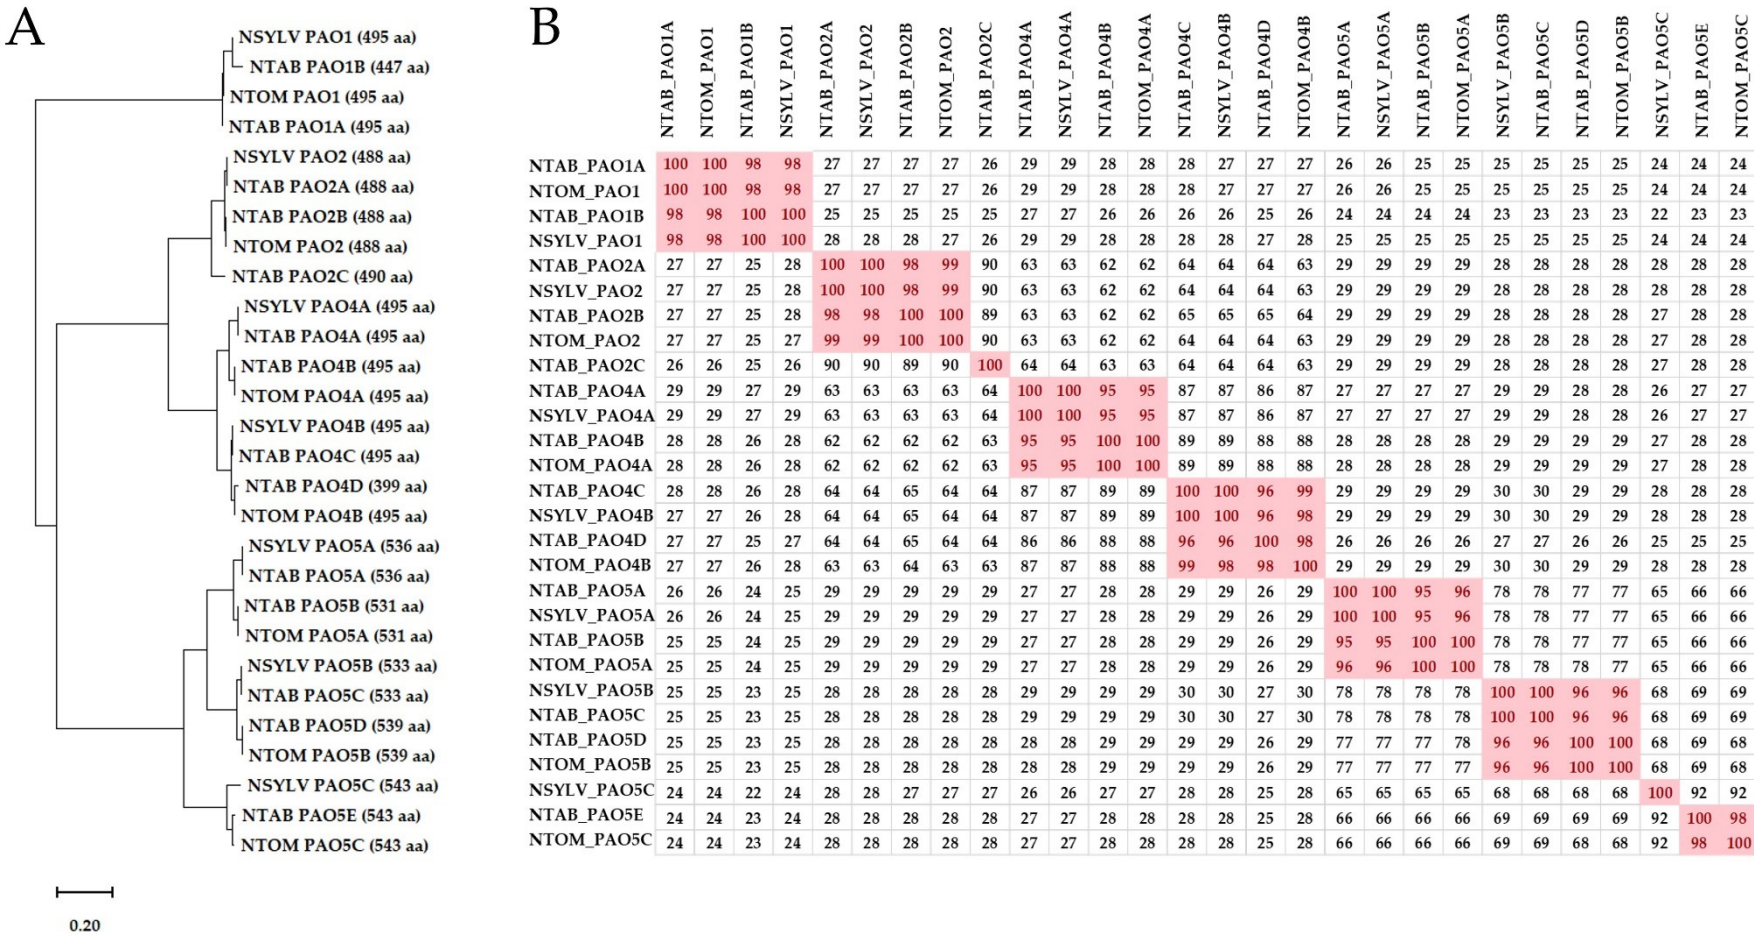 A
NSYLV PAO1 (495 aa)
NTAB PAO1B (447 aa)
NTOM PAO1 (495 aa)
NTAB PAO1A (495 aa)
NSYLV PAO2 (488 aa)
NTAB PAO2A (488 aa)
NTAB PAO2B (488 aa)
NTOM PAO2 (488 aa)
NTAB PAO2C (490 aa)
NSYLV PAO4A (495 aa)
NTAB PAO4A (495 aa)
NTAB PAO4B (495 aa)
NTOM PAO4A (495 aa)
NSYLV PAO4B (495 aa)
NTAB PAO4C (495 aa)
NTAB PAO4D (399 aa)
NTOM PAO4B (495 aa)
NSYLV PAO5A (536 aa)
NTAB PAO5A (536 aa)
NTAB PAO5B (531 aa)
NTOM PAO5A (531 aa)
NSYLV PAO5B (533 aa)
NTAB PAO5C (533 aa)
NTAB PAO5D (539 aa)
NTOM PAO5B (539 aa)
NSYLV PAO5C (543 aa)
NTAB PAO5E (543 aa)
NTOM PAO5C (543 aa)
0.20
B
NTAB_PAO1A NTOM_PAO1 NTAB_PAO1B NSYLV_PAO1 NTAB_PAO2A NSYLV_PAO2 NTAB_PAO2B NTOM_PAO2 NTAB_PAO2C NTAB_PAO4A NSYLV_PAO4A NTAB_PAO4B NTOM_PAO4A NTAB_PAO4C NSYLV_PAO4B NTAB_PAO4D NTOM_PAO4B NTAB_PAO5A NSYLV_PAO5A NTAB_PAO5B NTOM_PAO5A NSYLV_PAO5B NTAB_PAO5C NTAB_PAO5D NTOM_PAO5B NSYLV_PAO5C NTAB_PAO5E NTOM_PAO5C
NTAB_PAO1A 100 100 98 98 27 27 27 27 26 29 29 28 28 28 27 27 27 26 26 25 25 25 25 25 25 24 24 24
NTOM_PAO1 100 100 98 98 27 27 27 27 26 29 29 28 28 28 27 27 27 26 26 25 25 25 25 25 25 24 24 24
NTAB_PAO1B 98 98 100 100 25 25 25 25 25 27 27 26 26 26 26 25 26 24 24 24 24 23 23 23 23 22 23 23
NSYLV_PAO1 98 98 100 100 28 28 28 27 26 29 29 28 28 28 28 27 28 25 25 25 25 25 25 25 25 24 24 24
NTAB_PAO2A 27 27 25 28 100 100 98 99 90 63 63 62 62 64 64 64 63 29 29 29 29 28 28 28 28 28 28 28
NSYLV_PAO2 27 27 25 28 100 100 98 99 90 63 63 62 62 64 64 64 63 29 29 29 29 28 28 28 28 28 28 28
NTAB_PAO2B 27 27 25 28 98 98 100 100 89 63 63 62 62 65 65 65 64 29 29 29 29 28 28 28 28 27 28 28
NTOM_PAO2 27 27 25 27 99 99 100 100 90 63 63 62 62 64 64 64 63 29 29 29 29 28 28 28 28 27 28 28
NTAB_PAO2C 26 26 25 26 90 90 89 90 100 64 64 63 63 64 64 64 63 29 29 29 29 28 28 28 28 27 28 28
NTAB_PAO4A 29 29 27 29 63 63 63 63 64 100 100 95 95 87 87 86 87 27 27 27 27 29 29 28 28 26 27 27
NSYLV_PAO4A 29 29 27 29 63 63 63 63 64 100 100 95 95 87 87 86 87 27 27 27 27 29 29 28 28 26 27 27
NTAB_PAO4B 28 28 26 28 62 62 62 62 63 95 95 100 100 89 89 88 88 28 28 28 28 29 29 29 29 27 28 28
NTOM_PAO4A 28 28 26 28 62 62 62 62 63 95 95 100 100 89 89 88 88 28 28 28 28 29 29 29 29 27 28 28
NTAB_PAO4C 28 28 26 28 64 64 65 64 64 87 87 89 89 100 100 96 99 29 29 29 29 30 30 29 29 28 28 28
NSYLV_PAO4B 27 27 26 28 64 64 65 64 64 87 87 89 89 100 100 96 98 29 29 29 29 30 30 29 29 28 28 28
NTAB_PAO4D 27 27 25 27 64 64 65 64 64 86 86 88 88 96 96 100 98 26 26 26 26 27 27 26 26 25 25 25
NTOM_PAO4B 27 27 26 28 63 63 64 63 63 87 87 88 88 99 98 98 100 29 29 29 29 30 30 29 29 28 28 28
NTAB_PAO5A 26 26 24 25 29 29 29 29 29 27 27 28 28 29 29 26 29 100 100 95 96 78 78 77 77 65 66 66
NSYLV_PAO5A 26 26 24 25 29 29 29 29 29 27 27 28 28 29 29 26 29 100 100 95 96 78 78 77 77 65 66 66
NTAB_PAO5B 25 25 24 25 29 29 29 29 29 27 27 28 28 29 29 26 29 95 95 100 100 78 78 77 77 65 66 66
NTOM_PAO5A 25 25 24 25 29 29 29 29 29 27 27 28 28 29 29 26 29 96 96 100 100 78 78 78 77 65 66 66
NSYLV_PAO5B 25 25 23 25 28 28 28 28 28 29 29 29 29 30 30 27 30 78 78 78 78 100 100 96 96 68 69 69
NTAB_PAO5C 25 25 23 25 28 28 28 28 28 29 29 29 29 30 30 27 30 78 78 78 78 100 100 96 96 68 69 69
NTAB_PAO5D 25 25 23 25 28 28 28 28 28 28 28 29 29 29 29 26 29 77 77 77 78 96 96 100 100 68 69 68
NTOM_PAO5B 25 25 23 25 28 28 28 28 28 28 28 29 29 29 29 26 29 77 77 77 77 96 96 100 100 68 69 68
NSYLV_PAO5C 24 24 22 24 28 28 27 27 27 26 26 27 27 28 28 25 28 65 65 65 65 68 68 68 68 100 92 92
NTAB_PAO5E 24 24 23 24 28 28 28 28 28 27 27 28 28 28 28 25 28 66 66 66 66 69 69 69 69 92 100 98
NTOM_PAO5C 24 24 23 24 28 28 28 28 28 27 27 28 28 28 28 25 28 66 66 66 66 69 69 68 68 92 98 100